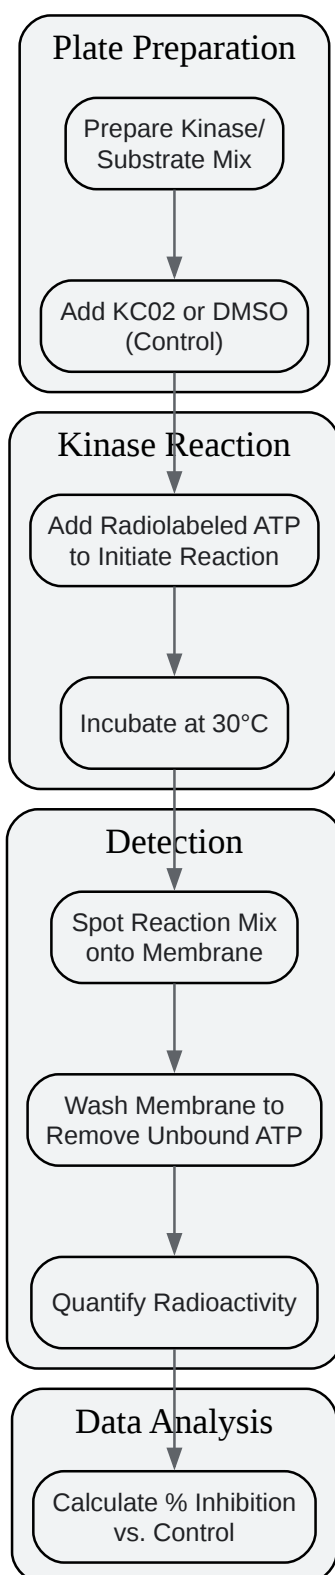 Plate Preparation
Prepare Kinase/
Substrate Mix
Add KC02 or DMSO
(Control)
Kinase Reaction
Add Radiolabeled ATP
to Initiate Reaction
Incubate at 30°C
Detection
Spot Reaction Mix
onto Membrane
Wash Membrane to
Remove Unbound ATP
Quantify Radioactivity
Data Analysis
Calculate % Inhibition
vs. Control